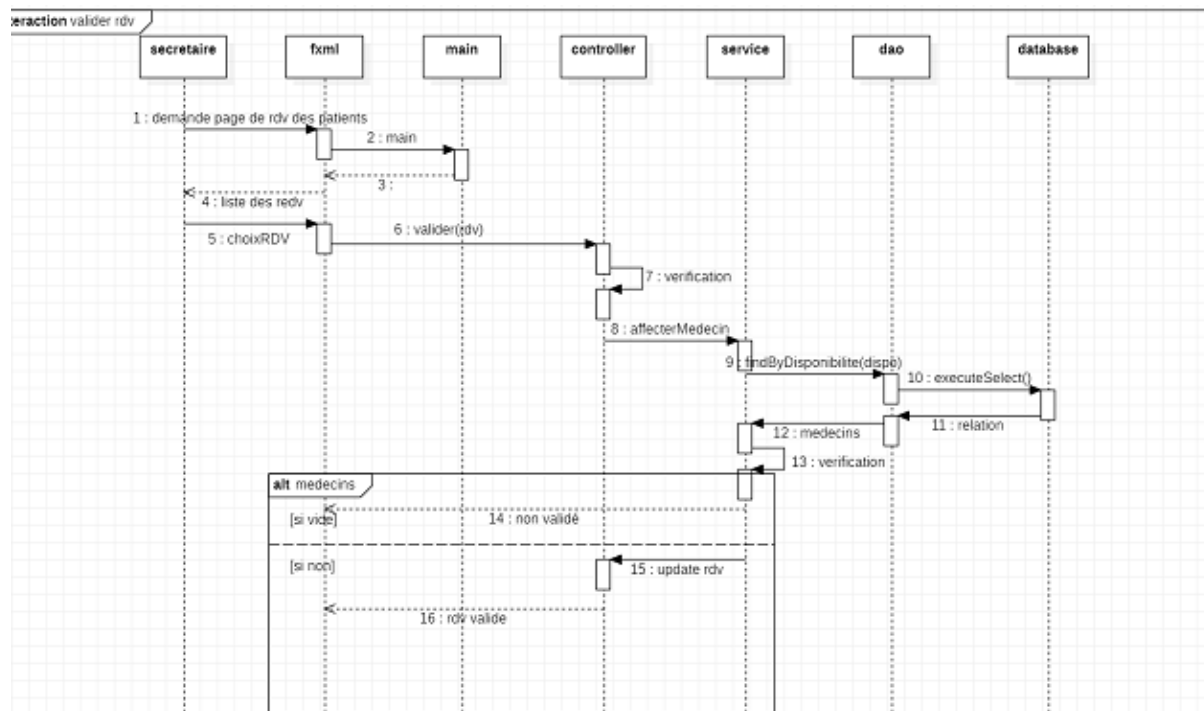 eraction valider rdv
secretaire fxml main controller service dao database
1 : demande page de rdv des patients
2 : main
3 :
4 : liste des redv
5 : choixRDV
6 : valider(rdv)
7 : verification
8 : affecterMedecin
9 : findByDisponibilite(dispo)
10 : executeSelect()
11 : relation
12 : medecins
13 : verification
alt medecins
[si vide]
14 : non validé
[si non]
15 : update rdv
16 : rdv valide